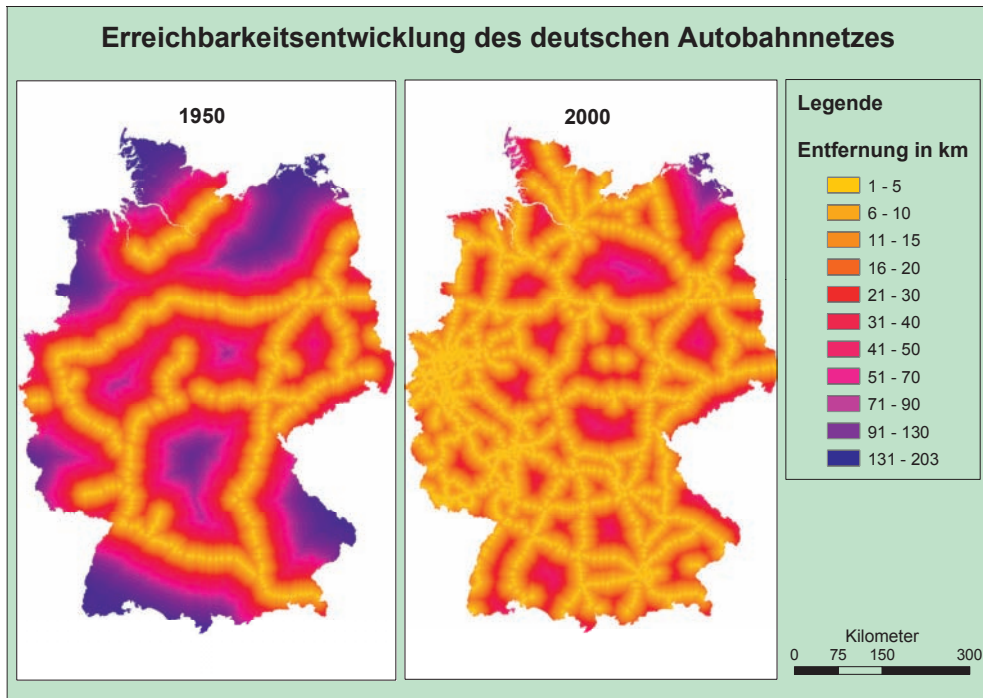 Erreichbarkeitsentwicklung des deutschen Autobahnnetzes
1950
2000
Legende
Entfernung in km
1 - 5
6 - 10
11 - 15
16 - 20
21 - 30
31 - 40
41 - 50
51 - 70
71 - 90
91 - 130
131 - 203
Kilometer
0 75 150 300